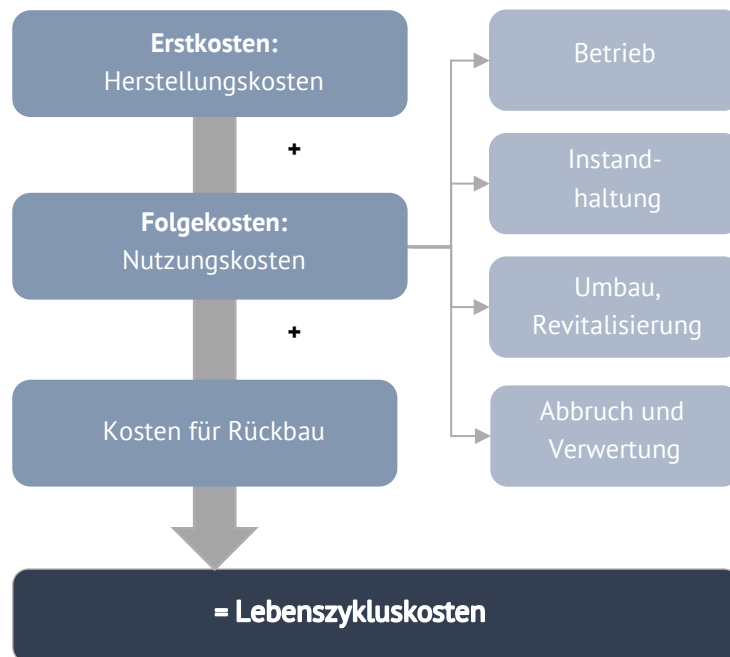 Erstkosten:
Herstellungskosten
+
Folgekosten:
Nutzungskosten
+
Kosten für Rückbau
= Lebenszykluskosten
Betrieb
Instand-
haltung
Umbau,
Revitalisierung
Abbruch und
Verwertung